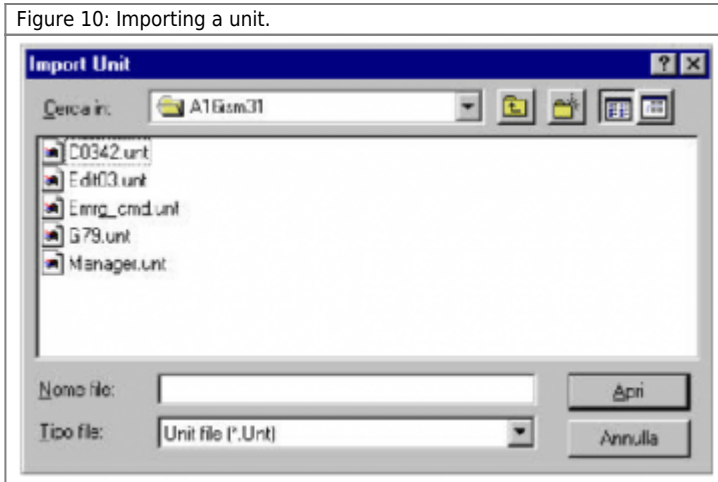 Figure 10: Importing a unit.
Import Unit
Cerca in: A16ism31
C0342.unt
Edit03.unt
Emrg_cmd.unt
G79.unt
Manager.unt
Nome file:
Apri
Tipo file: Unit file (*.Unt)
Annulla